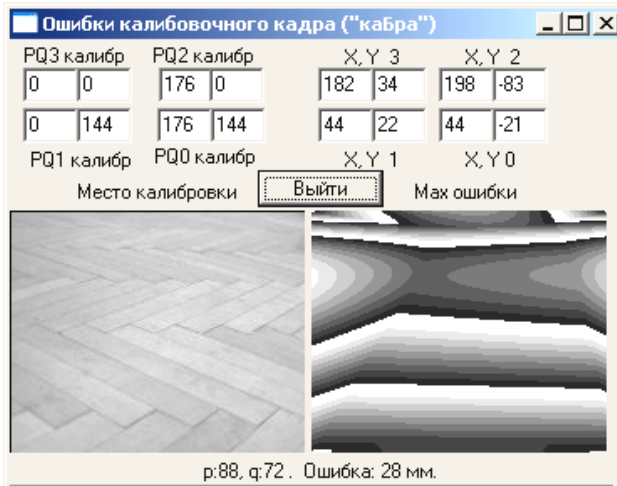 Ошибки калибовочного кадра ("каБра")
PQ3 калибр PQ2 калибр X, Y 3 X, Y 2
0 0 176 0 182 34 198 -83
0 144 176 144 44 22 44 -21
PQ1 калибр PQ0 калибр X, Y 1 X, Y 0
Место калибровки Выйти Max ошибки
p:88, q:72 . Ошибка: 28 мм.